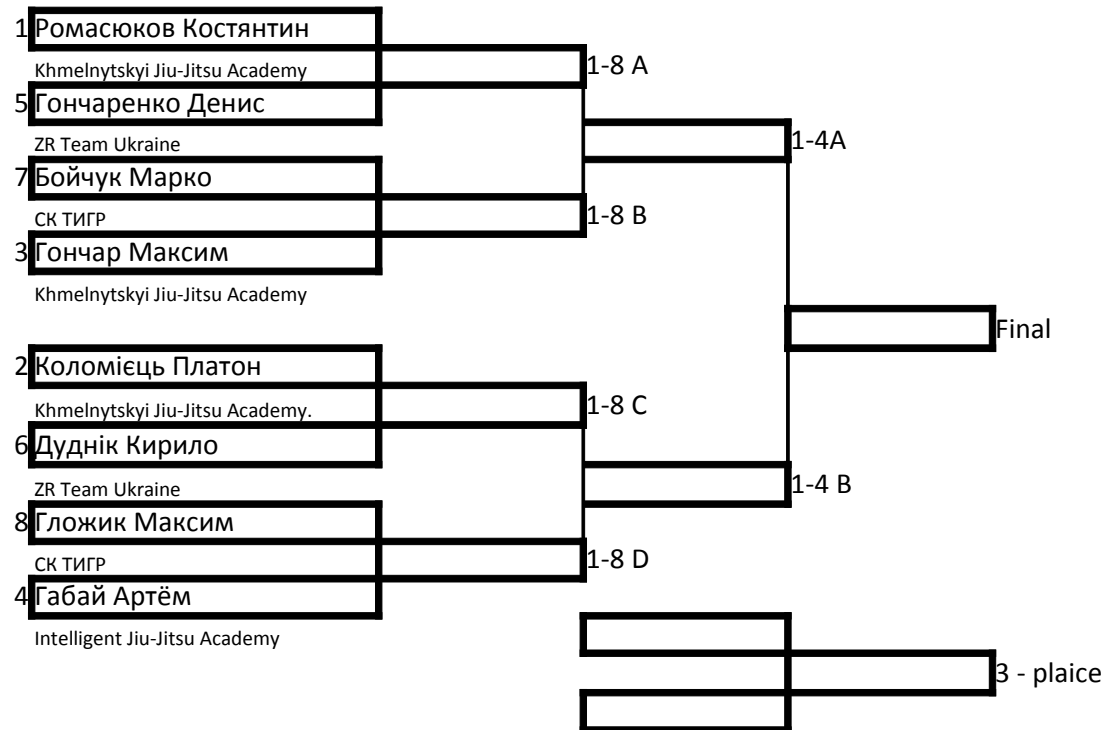 1 Ромасюков Костянтин
Khmelnytskyi Jiu-Jitsu Academy
1-8 A
5 Гончаренко Денис
ZR Team Ukraine
1-4A
7 Бойчук Марко
СК ТИГР
1-8 B
3 Гончар Максим
Khmelnytskyi Jiu-Jitsu Academy
Final
2 Коломієць Платон
Khmelnytskyi Jiu-Jitsu Academy.
1-8 C
6 Дуднік Кирило
ZR Team Ukraine
1-4 B
8 Гложик Максим
СК ТИГР
1-8 D
4 Габай Артём
Intelligent Jiu-Jitsu Academy
3 - plaice